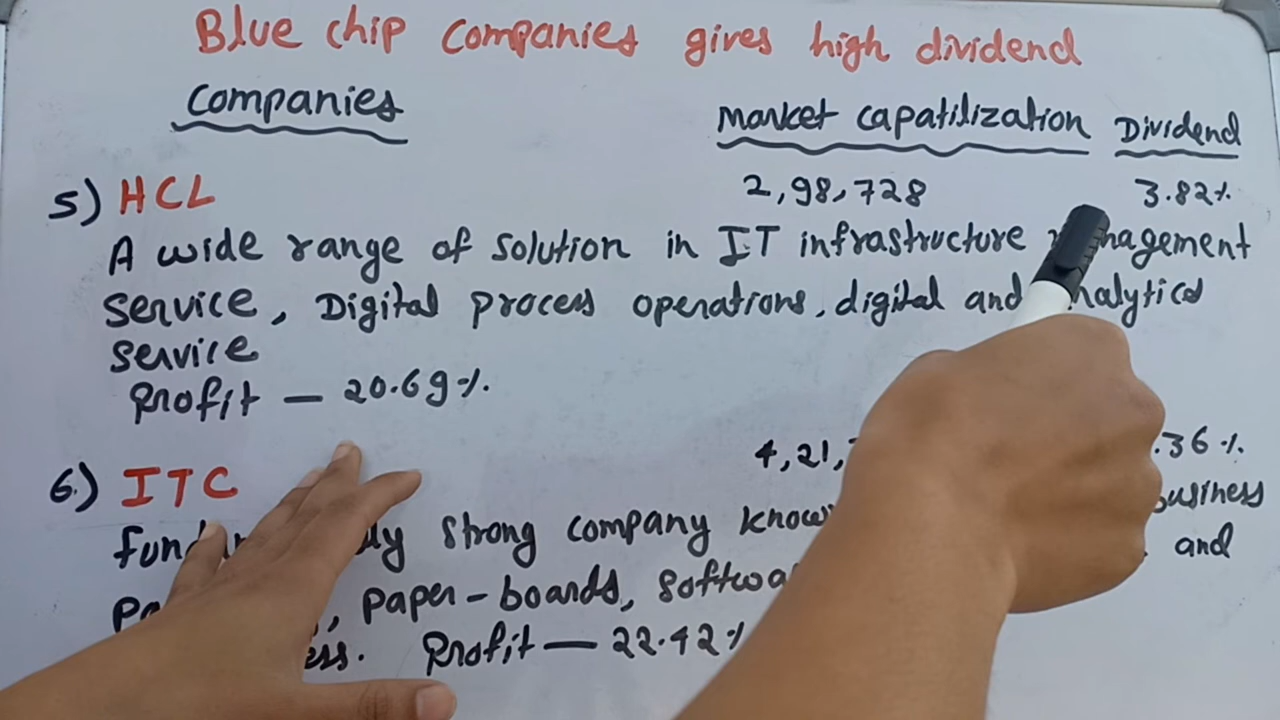 Blue chip companies gives high dividend
Companies Market capatilization Dividend
5) HCL 2,98,728 3.82%
A wide range of solution in IT infrastructure
service, Digital process operations, digital and
service
Profit — 20.69%
6) ITC 4,21, .36%
strong company business
paper-boards, and
Profit — 22.42%